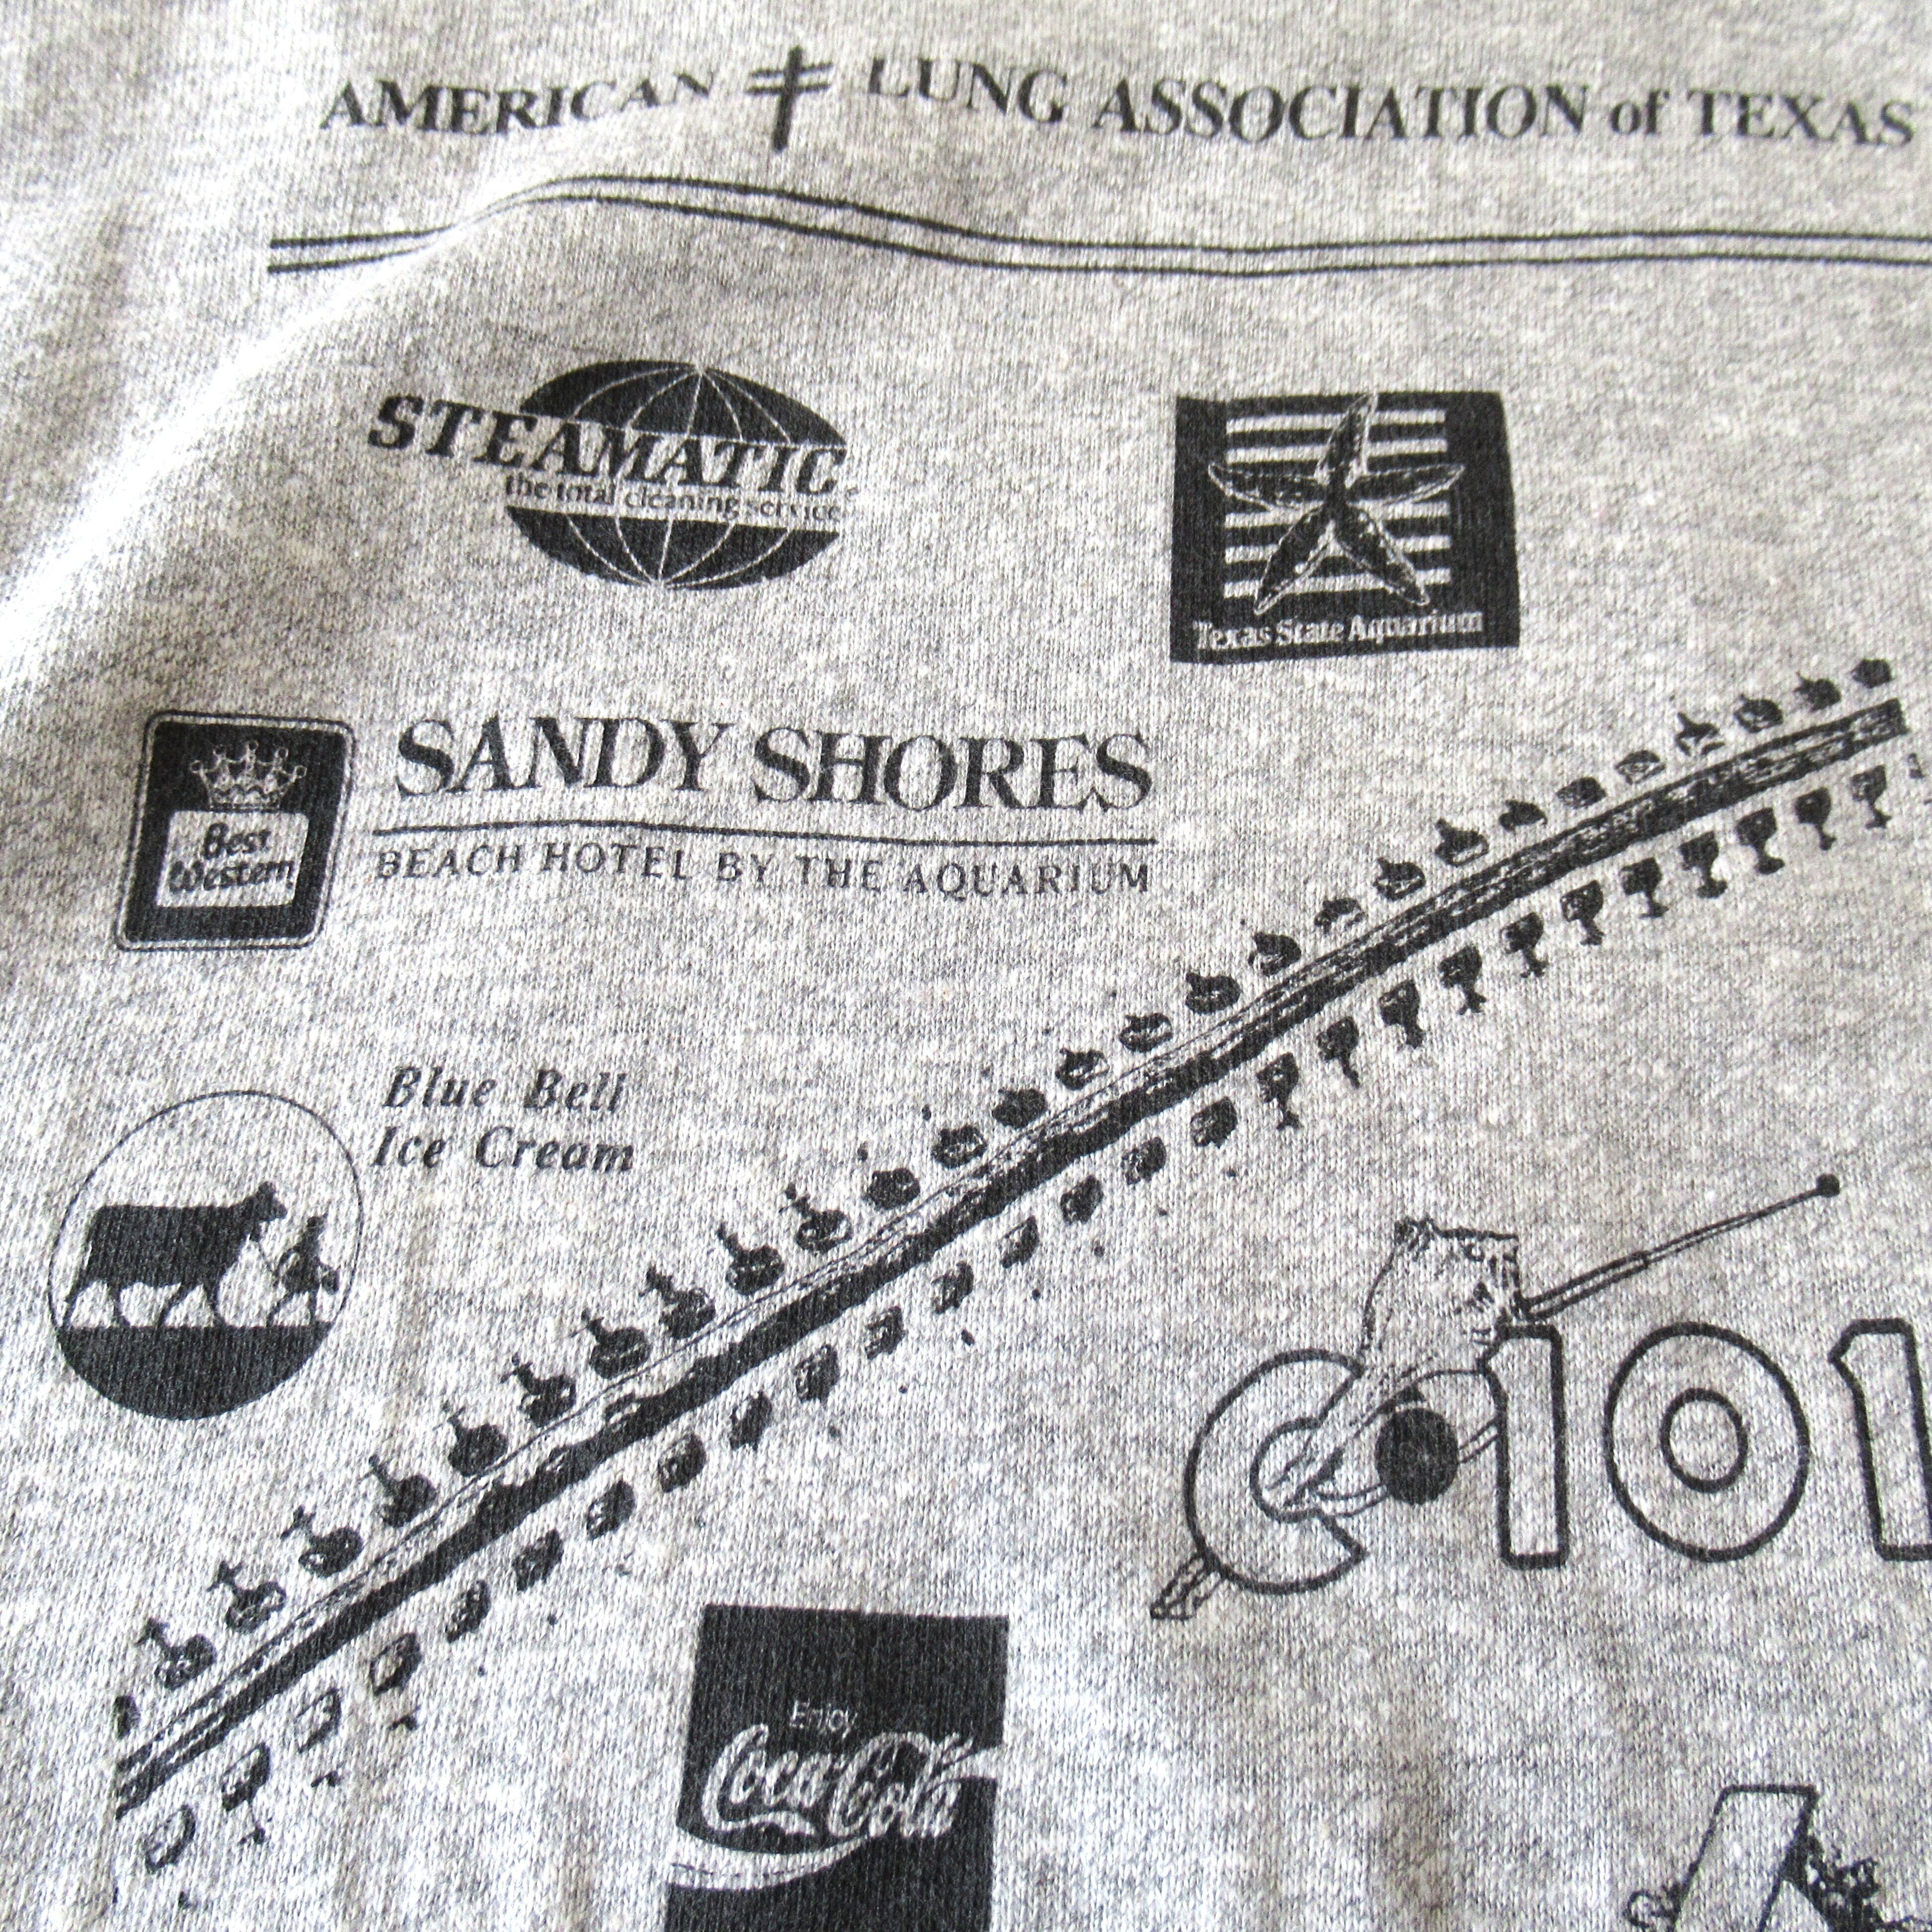 AMERICAN LUNG ASSOCIATION of TEXAS
STEAMATIC
the total cleaning service
Texas State Aquarium
Best
Western
SANDY SHORES
BEACH HOTEL BY THE AQUARIUM
Blue Bell
Ice Cream
C101
Enjoy
Coca-Cola